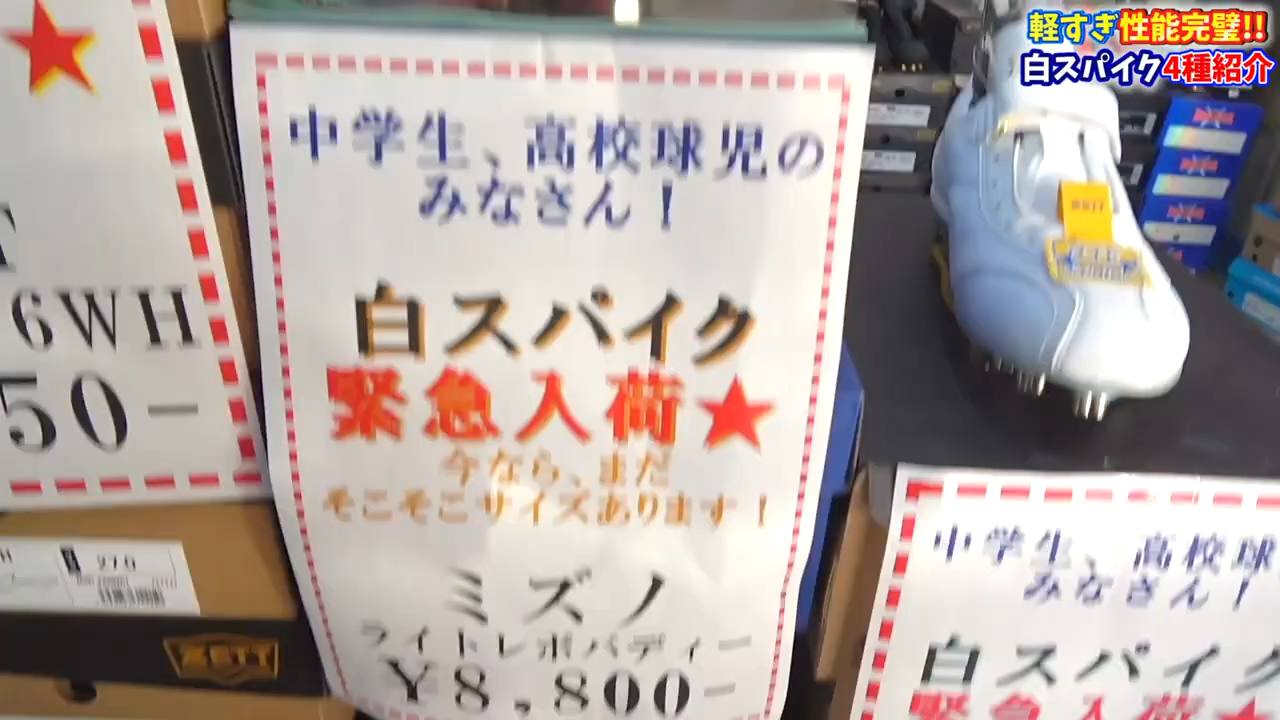 軽すぎ性能完璧!!
白スパイク4種紹介
中学生、高校球児の
みなさん！
白スパイク
緊急入荷★
今なら、まだ
そこそこサイズあります！
ミズノ
ライトレボバディー
¥8,800-
6WH
50-
270
ZETT
中学生、高校球
みなさん！
白スパイク
緊急入荷★